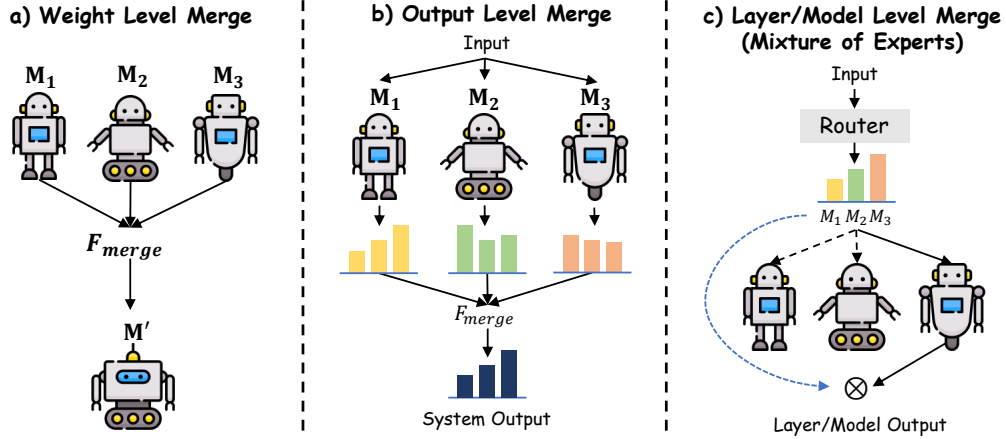 a) Weight Level Merge
M₁ M₂ M₃
F_merge
M′
b) Output Level Merge
Input
M₁ M₂ M₃
F_merge
System Output
c) Layer/Model Level Merge
(Mixture of Experts)
Input
Router
M₁ M₂ M₃
Layer/Model Output